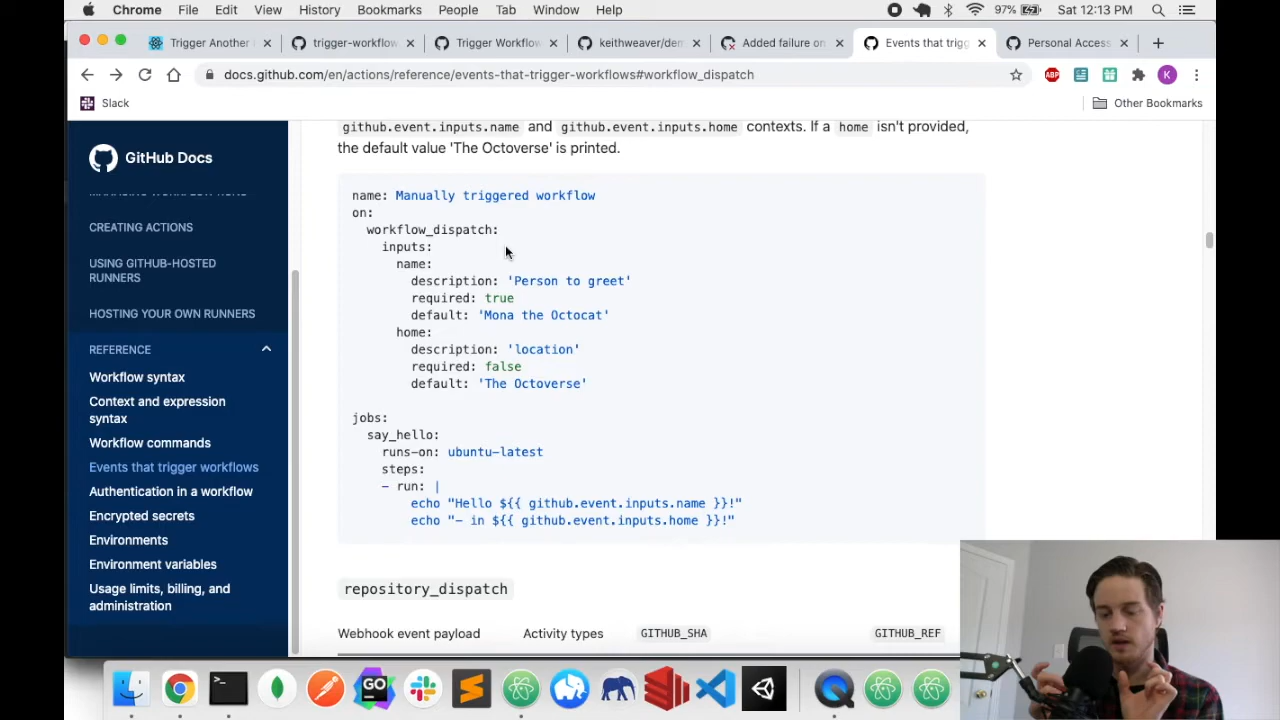 Chrome File Edit View History Bookmarks People Tab Window Help 97% Sat 12:13 PM
Trigger Another i trigger-workflow Trigger Workflow keithweaver/dem Added failure on Events that trigg Personal Access
docs.github.com/en/actions/reference/events-that-trigger-workflows#workflow_dispatch ABP K
Slack Other Bookmarks
GitHub Docs
CREATING ACTIONS
USING GITHUB-HOSTED
RUNNERS
HOSTING YOUR OWN RUNNERS
REFERENCE
Workflow syntax
Context and expression
syntax
Workflow commands
Events that trigger workflows
Authentication in a workflow
Encrypted secrets
Environments
Environment variables
Usage limits, billing, and
administration
github.event.inputs.name and github.event.inputs.home contexts. If a home isn't provided,
the default value 'The Octoverse' is printed.
name: Manually triggered workflow
on:
workflow_dispatch:
inputs:
name:
description: 'Person to greet'
required: true
default: 'Mona the Octocat'
home:
description: 'location'
required: false
default: 'The Octoverse'
jobs:
say_hello:
runs-on: ubuntu-latest
steps:
- run: |
echo "Hello ${{ github.event.inputs.name }}!"
echo "- in ${{ github.event.inputs.home }}!"
repository_dispatch
Webhook event payload Activity types GITHUB_SHA GITHUB_REF
GO